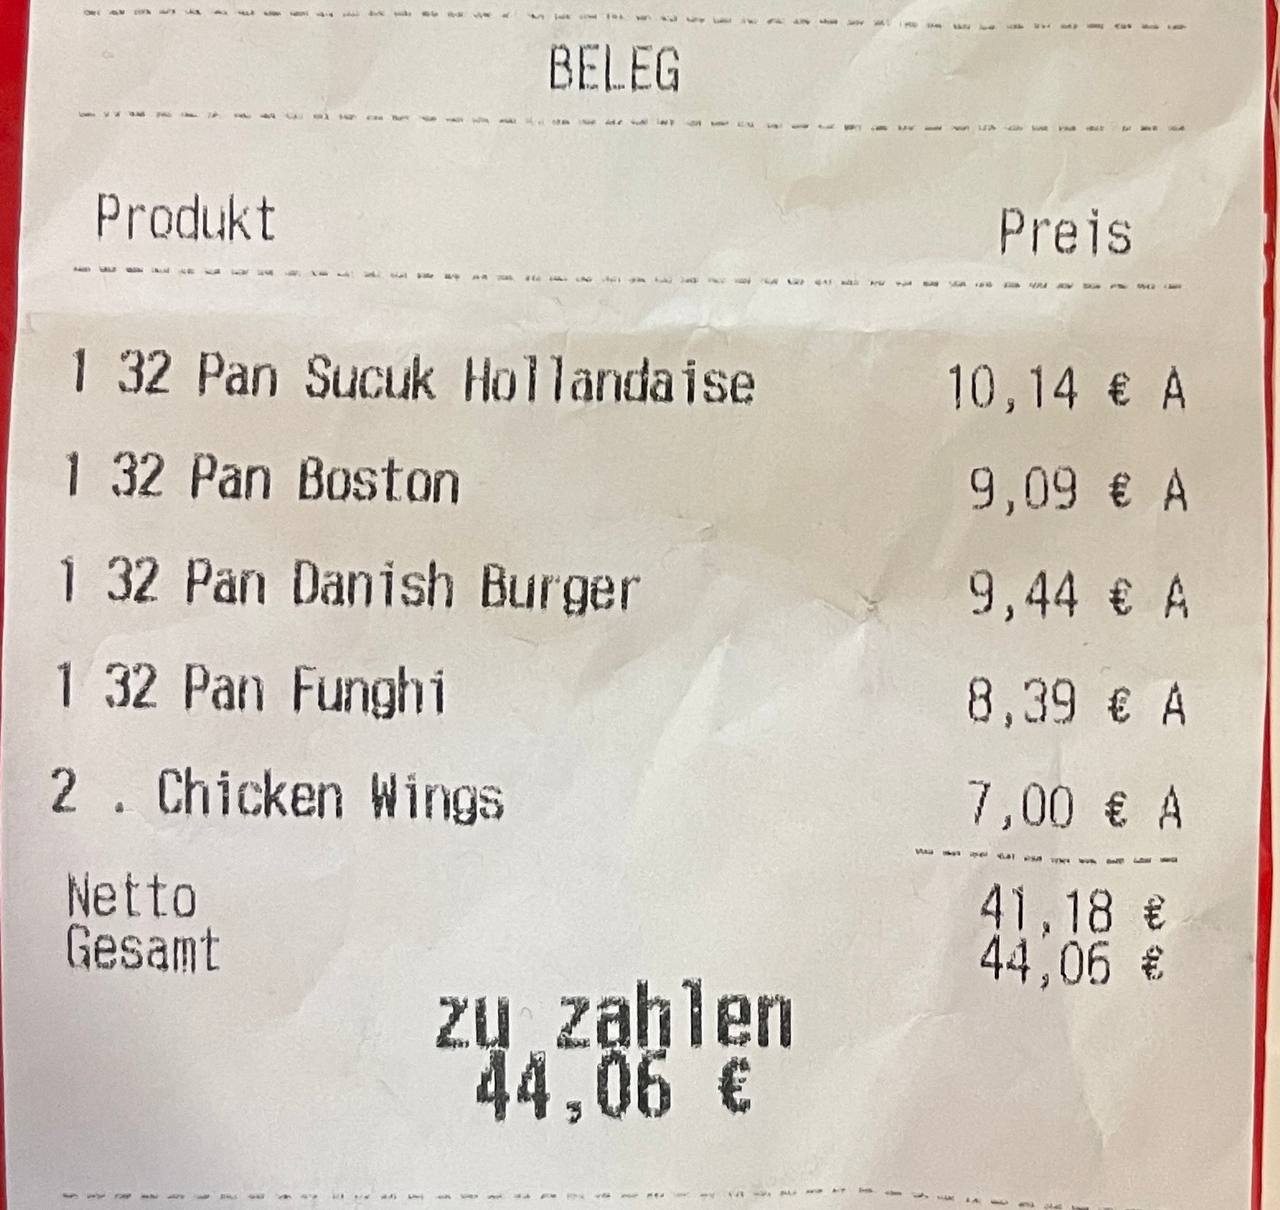 BELEG
Produkt Preis
1 32 Pan Sucuk Hollandaise 10,14 € A
1 32 Pan Boston 9,09 € A
1 32 Pan Danish Burger 9,44 € A
1 32 Pan Funghi 8,39 € A
2 . Chicken Wings 7,00 € A
Netto 41,18 €
Gesamt 44,06 €
zu zahlen
44,06 €